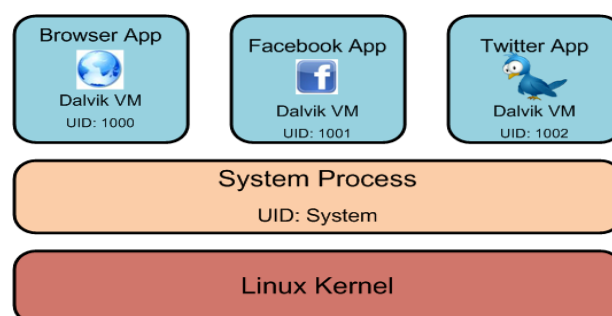 Browser App
Dalvik VM
UID: 1000
Facebook App
f
Dalvik VM
UID: 1001
Twitter App
Dalvik VM
UID: 1002
System Process
UID: System
Linux Kernel